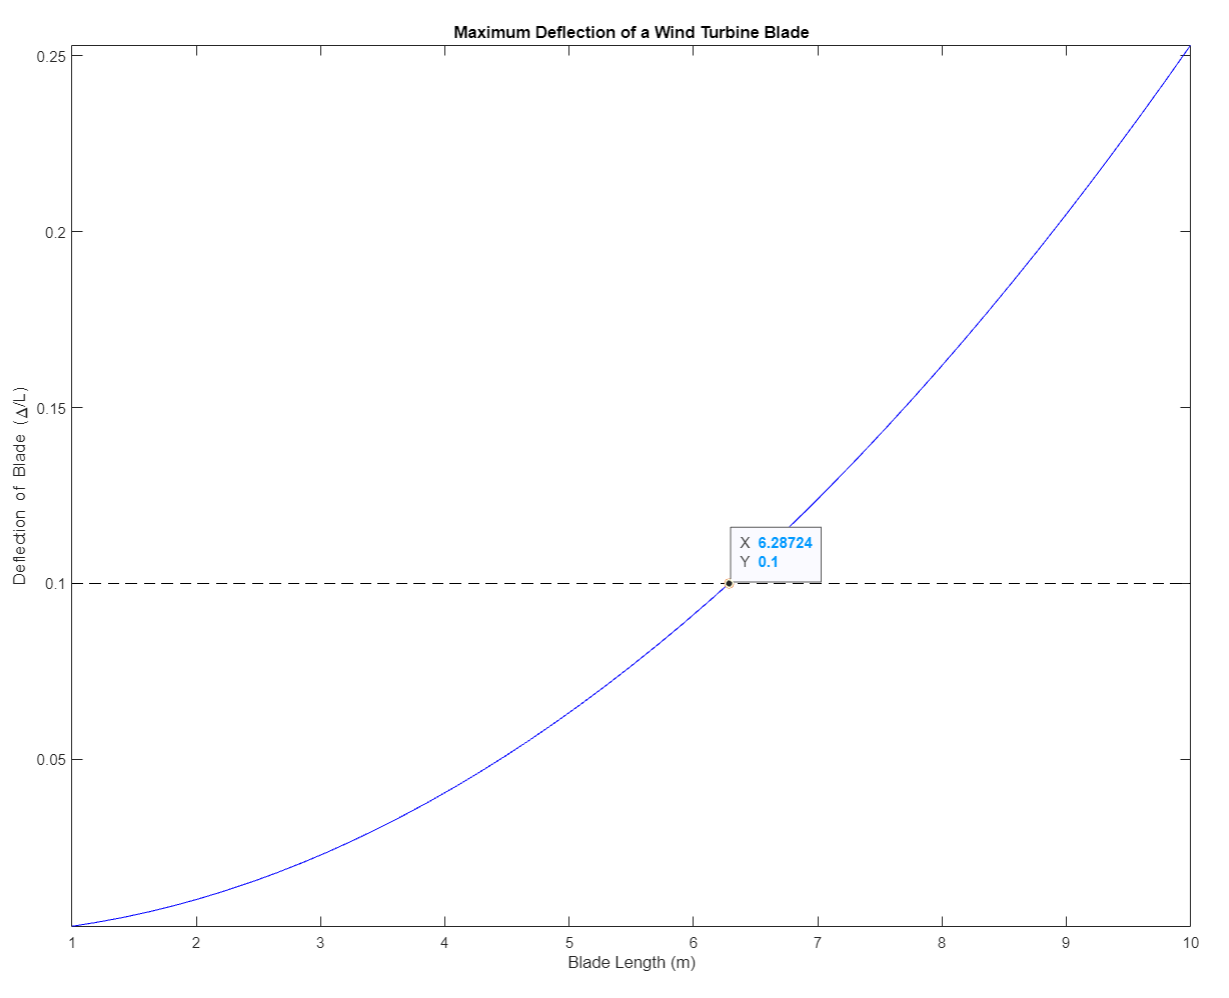 Maximum Deflection of a Wind Turbine Blade
0.25
0.2
0.15
0.1
0.05
Deflection of Blade (Δ/L)
X 6.28724
Y 0.1
1 2 3 4 5 6 7 8 9 10
Blade Length (m)